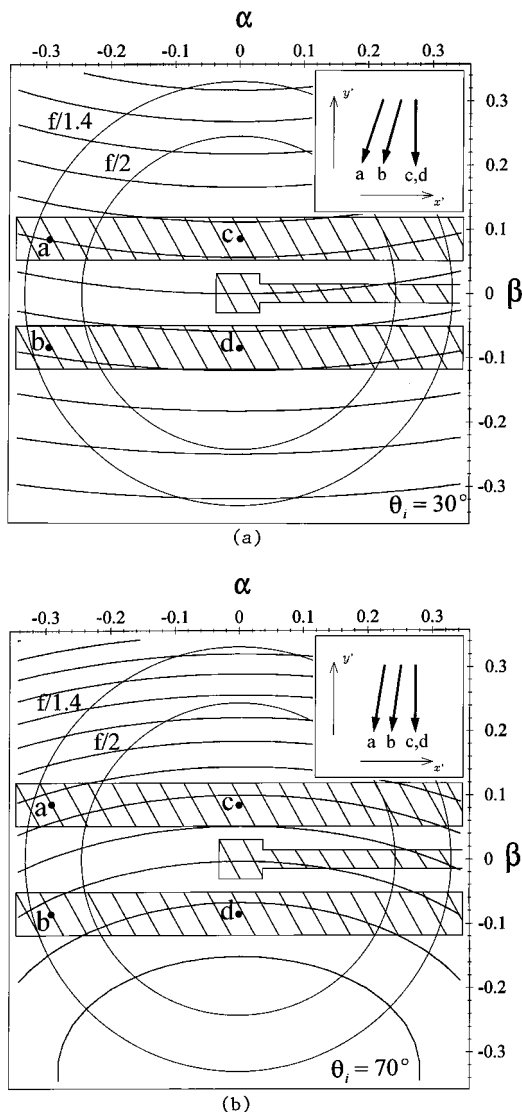 α
-0.3 -0.2 -0.1 0 0.1 0.2 0.3
f/1.4
f/2
y'
a b c,d
x'
0.3
0.2
a c
0.1
0 β
b d
-0.1
-0.2
-0.3
θi = 30°
(a)
α
-0.3 -0.2 -0.1 0 0.1 0.2 0.3
f/1.4
f/2
y'
a b c,d
x'
0.3
0.2
a c
0.1
0 β
b d
-0.1
-0.2
-0.3
θi = 70°
(b)